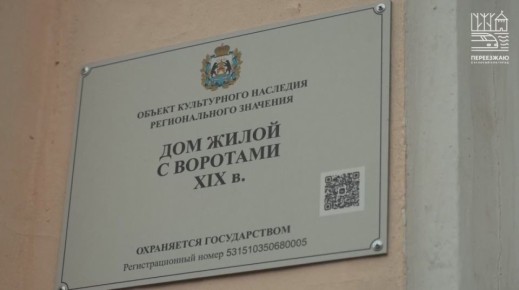 ПЕРЕЕЗЖАЮ
ОБЪЕКТ КУЛЬТУРНОГО НАСЛЕДИЯ
РЕГИОНАЛЬНОГО ЗНАЧЕНИЯ
ДОМ ЖИЛОЙ
С ВОРОТАМИ
XIX в.
ОХРАНЯЕТСЯ ГОСУДАРСТВОМ
Регистрационный номер 531510350680005